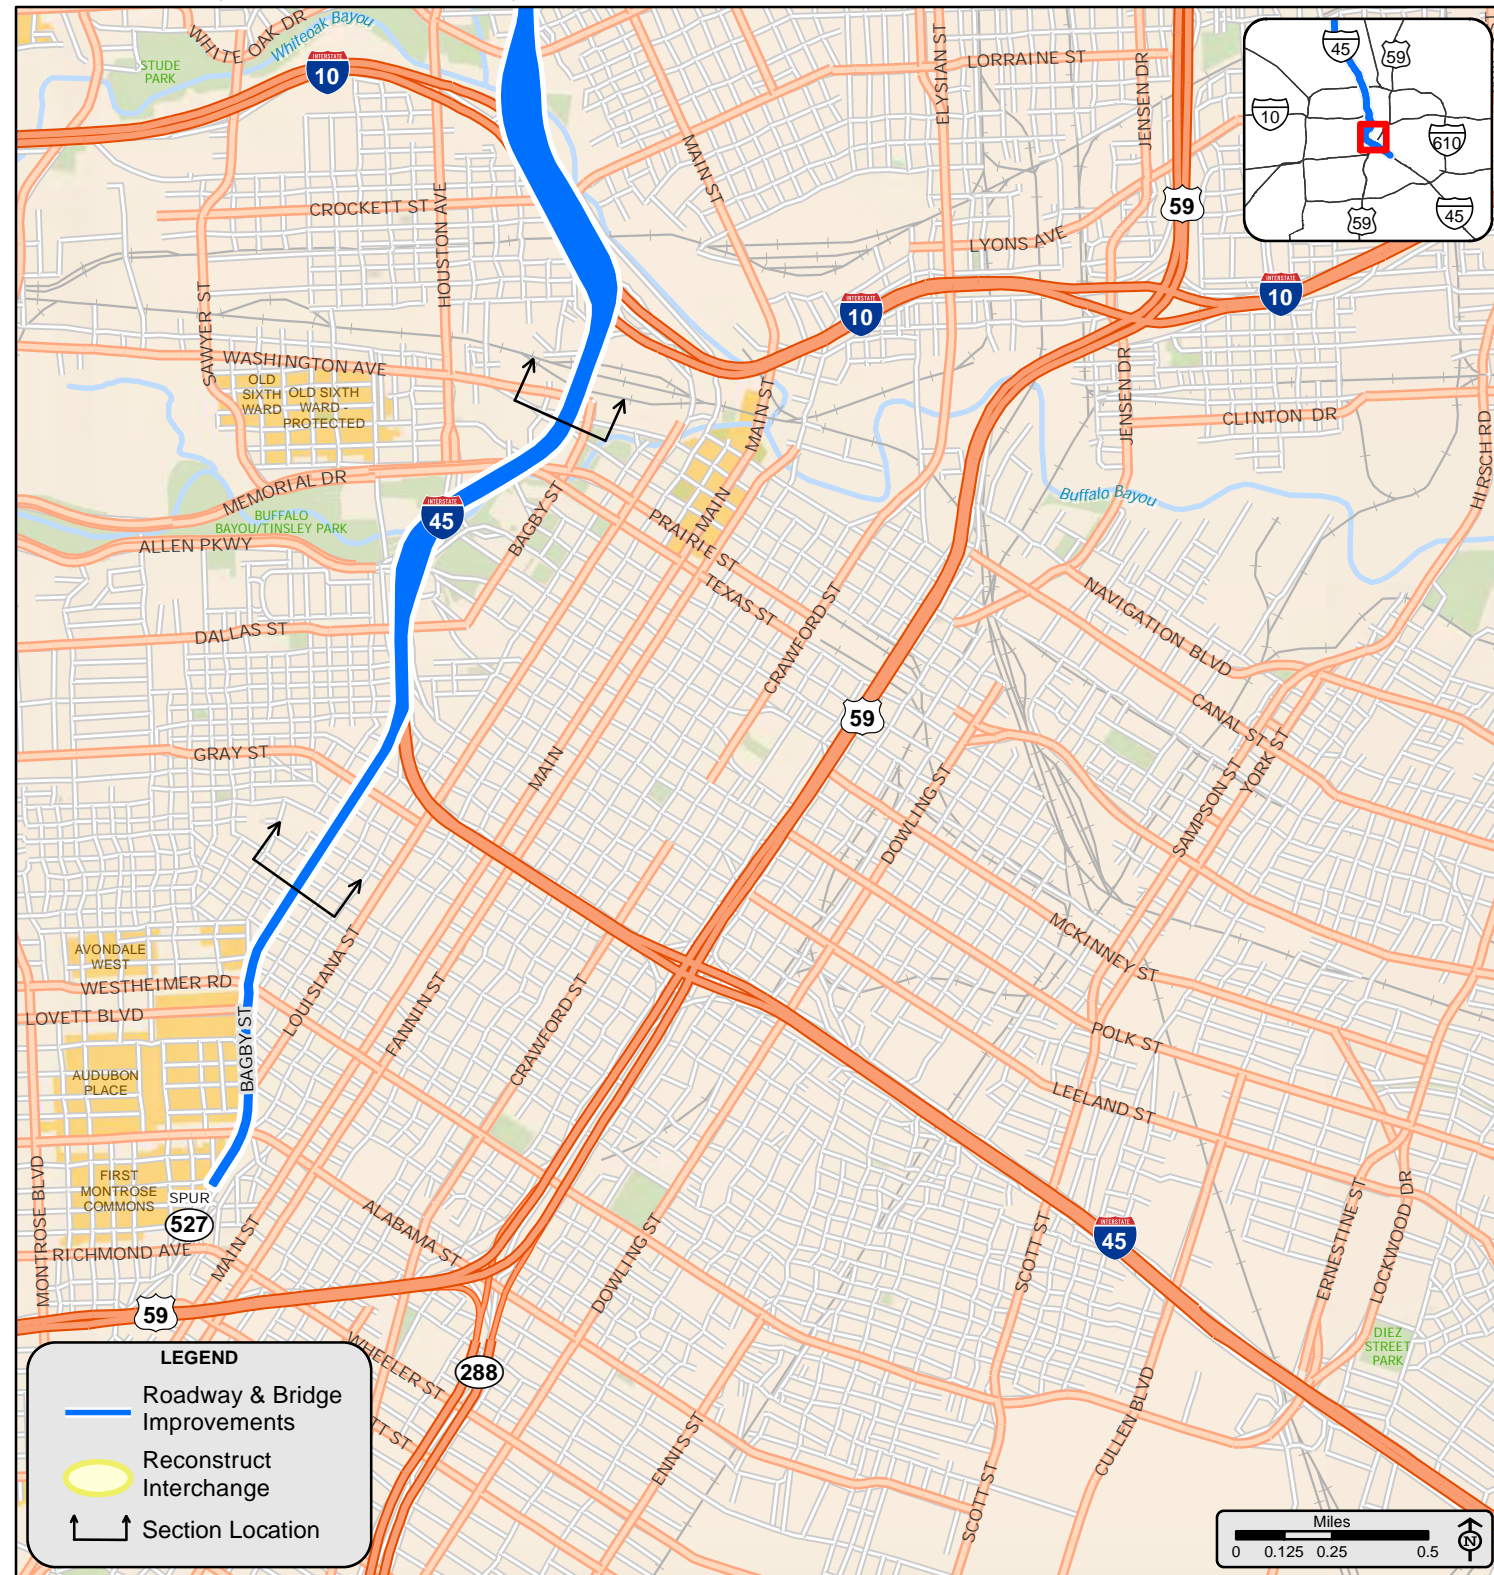 WHITE OAK DR
Whiteoak Bayou
STUDE
PARK
INTERSTATE
10
LORRAINE ST
ELYSIAN ST
JENSEN DR
MAIN ST
45
59
10
610
59
45
59
HOUSTON AVE
CROCKETT ST
LYONS AVE
INTERSTATE
10
INTERSTATE
10
SAWYER ST
WASHINGTON AVE
OLD
SIXTH
WARD
OLD SIXTH
WARD -
PROTECTED
MAIN ST
JENSEN DR
CLINTON DR
HIRSCH RD
MEMORIAL DR
BUFFALO
BAYOU/TINSLEY PARK
ALLEN PKWY
INTERSTATE
45
BAGBY ST
MAIN
PRAIRIE ST
TEXAS ST
Buffalo Bayou
CRAWFORD ST
NAVIGATION BLVD
DALLAS ST
CANAL ST
59
GRAY ST
MAIN
YORK ST
SAMPSON ST
DOWLING ST
AVONDALE
WEST
WESTHEIMER RD
LOVETT BLVD
BAGBY ST
LOUISIANA ST
FANNIN ST
CRAWFORD ST
MCKINNEY ST
POLK ST
LEELAND ST
AUDUBON
PLACE
FIRST
MONTROSE
COMMONS
SPUR
527
MONTROSE BLVD
RICHMOND AVE
MAIN ST
ALABAMA ST
DOWLING ST
SCOTT ST
INTERSTATE
45
ERNESTINE ST
LOCKWOOD DR
59
WHEELER ST
288
TT ST
ENNIS ST
SCOTT ST
CULLEN BLVD
DIEZ
STREET
PARK
LEGEND
Roadway & Bridge
Improvements
Reconstruct
Interchange
Section Location
Miles
0 0.125 0.25 0.5
N